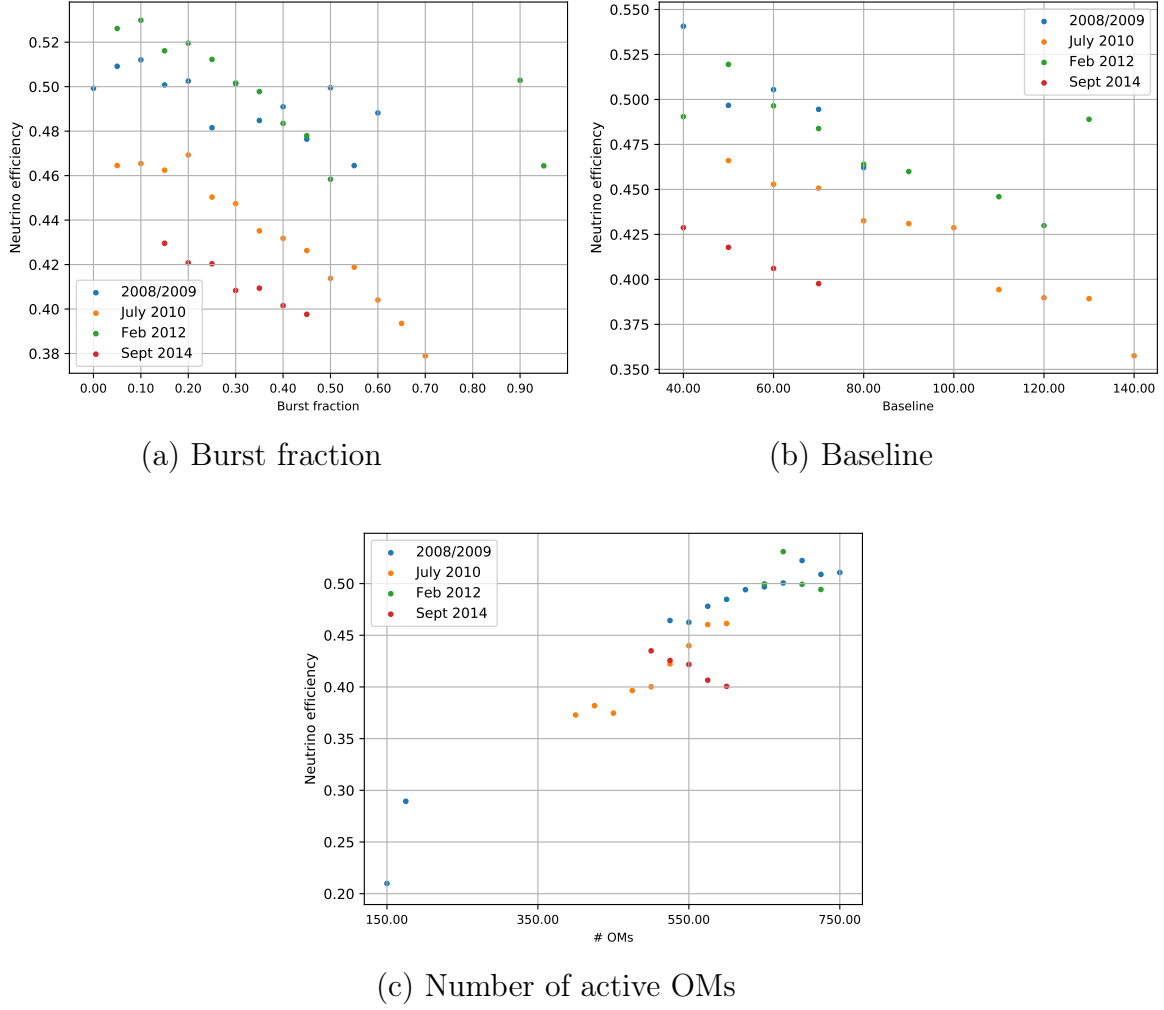 0.52
0.50
0.48
0.46
0.44
0.42
0.40
0.38
Neutrino efficiency
2008/2009
July 2010
Feb 2012
Sept 2014
0.00 0.10 0.20 0.30 0.40 0.50 0.60 0.70 0.90
Burst fraction
(a) Burst fraction
0.550
0.525
0.500
0.475
0.450
0.425
0.400
0.375
0.350
Neutrino efficiency
2008/2009
July 2010
Feb 2012
Sept 2014
40.00 60.00 80.00 100.00 120.00 140.00
Baseline
(b) Baseline
0.50
0.45
0.40
0.35
0.30
0.25
0.20
Neutrino efficiency
2008/2009
July 2010
Feb 2012
Sept 2014
150.00 350.00 550.00 750.00
# OMs
(c) Number of active OMs